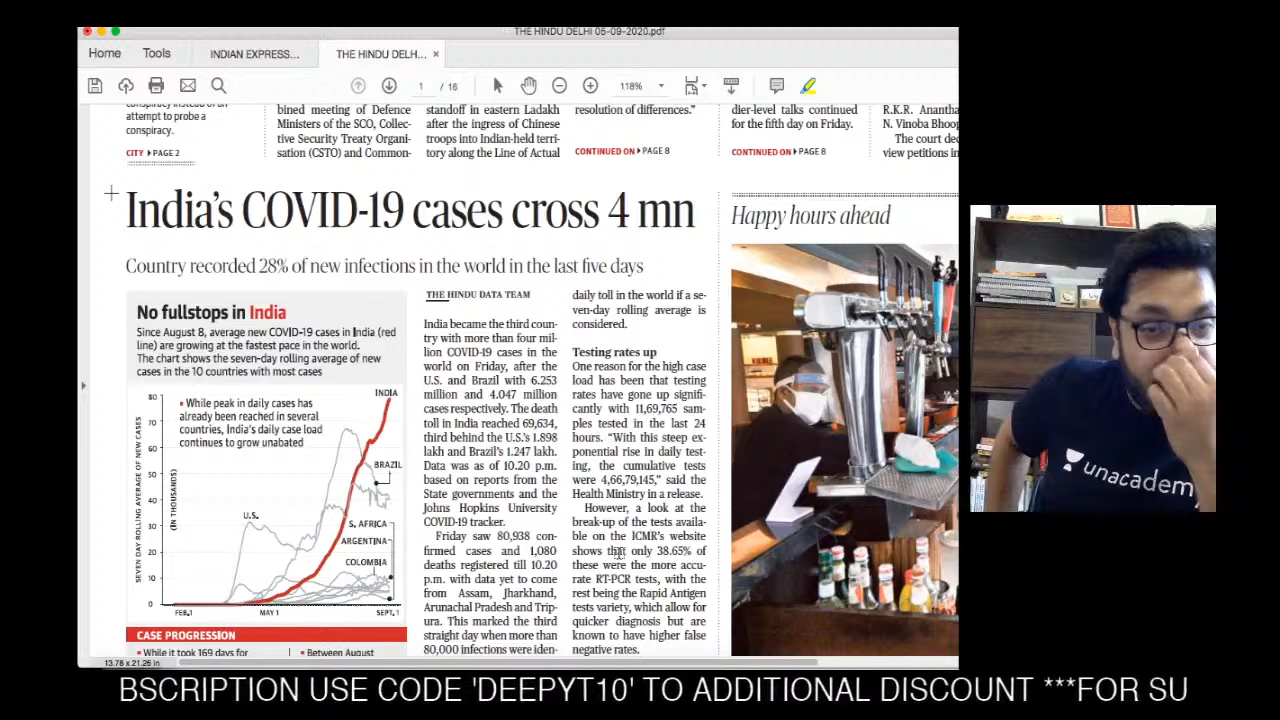 THE HINDU DELHI 05-09-2020.pdf
Home
Tools
INDIAN EXPRESS...
THE HINDU DELH...
1 / 16
118%
attempt to probe a
conspiracy.
CITY PAGE 2
bined meeting of Defence
Ministers of the SCO, Collec-
tive Security Treaty Organi-
sation (CSTO) and Common-
standoff in eastern Ladakh
after the ingress of Chinese
troops into Indian-held terri-
tory along the Line of Actual
resolution of differences.”
CONTINUED ON PAGE 8
dier-level talks continued
for the fifth day on Friday.
CONTINUED ON PAGE 8
R.K.R. Anantha
N. Vinoba Bhoop
The court dec
view petitions in
India’s COVID-19 cases cross 4 mn
Country recorded 28% of new infections in the world in the last five days
No fullstops in India
Since August 8, average new COVID-19 cases in India (red
line) are growing at the fastest pace in the world.
The chart shows the seven-day rolling average of new
cases in the 10 countries with most cases
SEVEN DAY ROLLING AVERAGE OF NEW CASES
(IN THOUSANDS)
80
70
60
50
40
30
20
10
0
While peak in daily cases has
already been reached in several
countries, India’s daily case load
continues to grow unabated
INDIA
BRAZIL
U.S.
S. AFRICA
ARGENTINA
COLOMBIA
FEB.1
MAY 1
SEPT. 1
CASE PROGRESSION
While it took 169 days for
Between August
THE HINDU DATA TEAM
India became the third coun-
try with more than four mil-
lion COVID-19 cases in the
world on Friday, after the
U.S. and Brazil with 6.253
million and 4.047 million
cases respectively. The death
toll in India reached 69,634,
third behind the U.S.’s 1.898
lakh and Brazil’s 1.247 lakh.
Data was as of 10.20 p.m.
based on reports from the
State governments and the
Johns Hopkins University
COVID-19 tracker.
Friday saw 80,938 con-
firmed cases and 1,080
deaths registered till 10.20
p.m. with data yet to come
from Assam, Jharkhand,
Arunachal Pradesh and Trip-
ura. This marked the third
straight day when more than
80,000 infections were iden-
daily toll in the world if a se-
ven-day rolling average is
considered.
Testing rates up
One reason for the high case
load has been that testing
rates have gone up signifi-
cantly with 11,69,765 sam-
ples tested in the last 24
hours. “With this steep ex-
ponential rise in daily test-
ing, the cumulative tests
were 4,66,79,145,” said the
Health Ministry in a release.
However, a look at the
break-up of the tests availa-
ble on the ICMR’s website
shows that only 38.65% of
these were the more accu-
rate RT-PCR tests, with the
rest being the Rapid Antigen
tests variety, which allow for
quicker diagnosis but are
known to have higher false
negative rates.
Happy hours ahead
13.78 x 21.26 in
unacadem
BSCRIPTION USE CODE 'DEEPYT10' TO ADDITIONAL DISCOUNT ***FOR SU